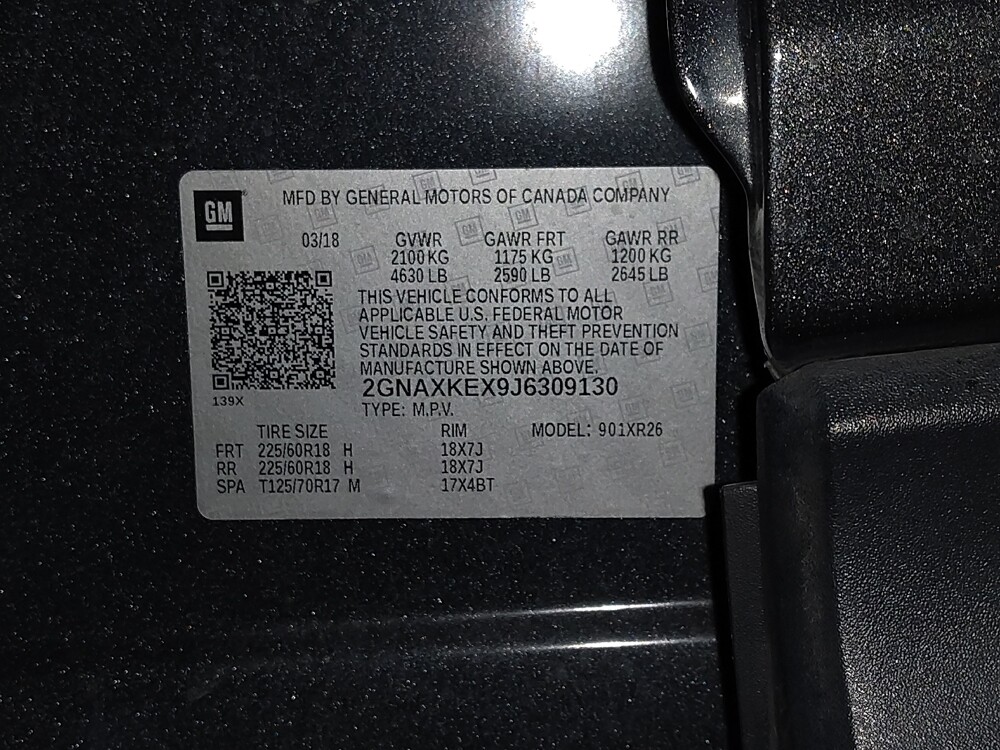 GM
MFD BY GENERAL MOTORS OF CANADA COMPANY
03/18 GVWR GAWR FRT GAWR RR
2100 KG 1175 KG 1200 KG
4630 LB 2590 LB 2645 LB
THIS VEHICLE CONFORMS TO ALL
APPLICABLE U.S. FEDERAL MOTOR
VEHICLE SAFETY AND THEFT PREVENTION
STANDARDS IN EFFECT ON THE DATE OF
MANUFACTURE SHOWN ABOVE.
139X
2GNAXKEX9J6309130
TYPE: M.P.V.
TIRE SIZE RIM MODEL: 901XR26
FRT 225/60R18 H 18X7J
RR 225/60R18 H 18X7J
SPA T125/70R17 M 17X4BT